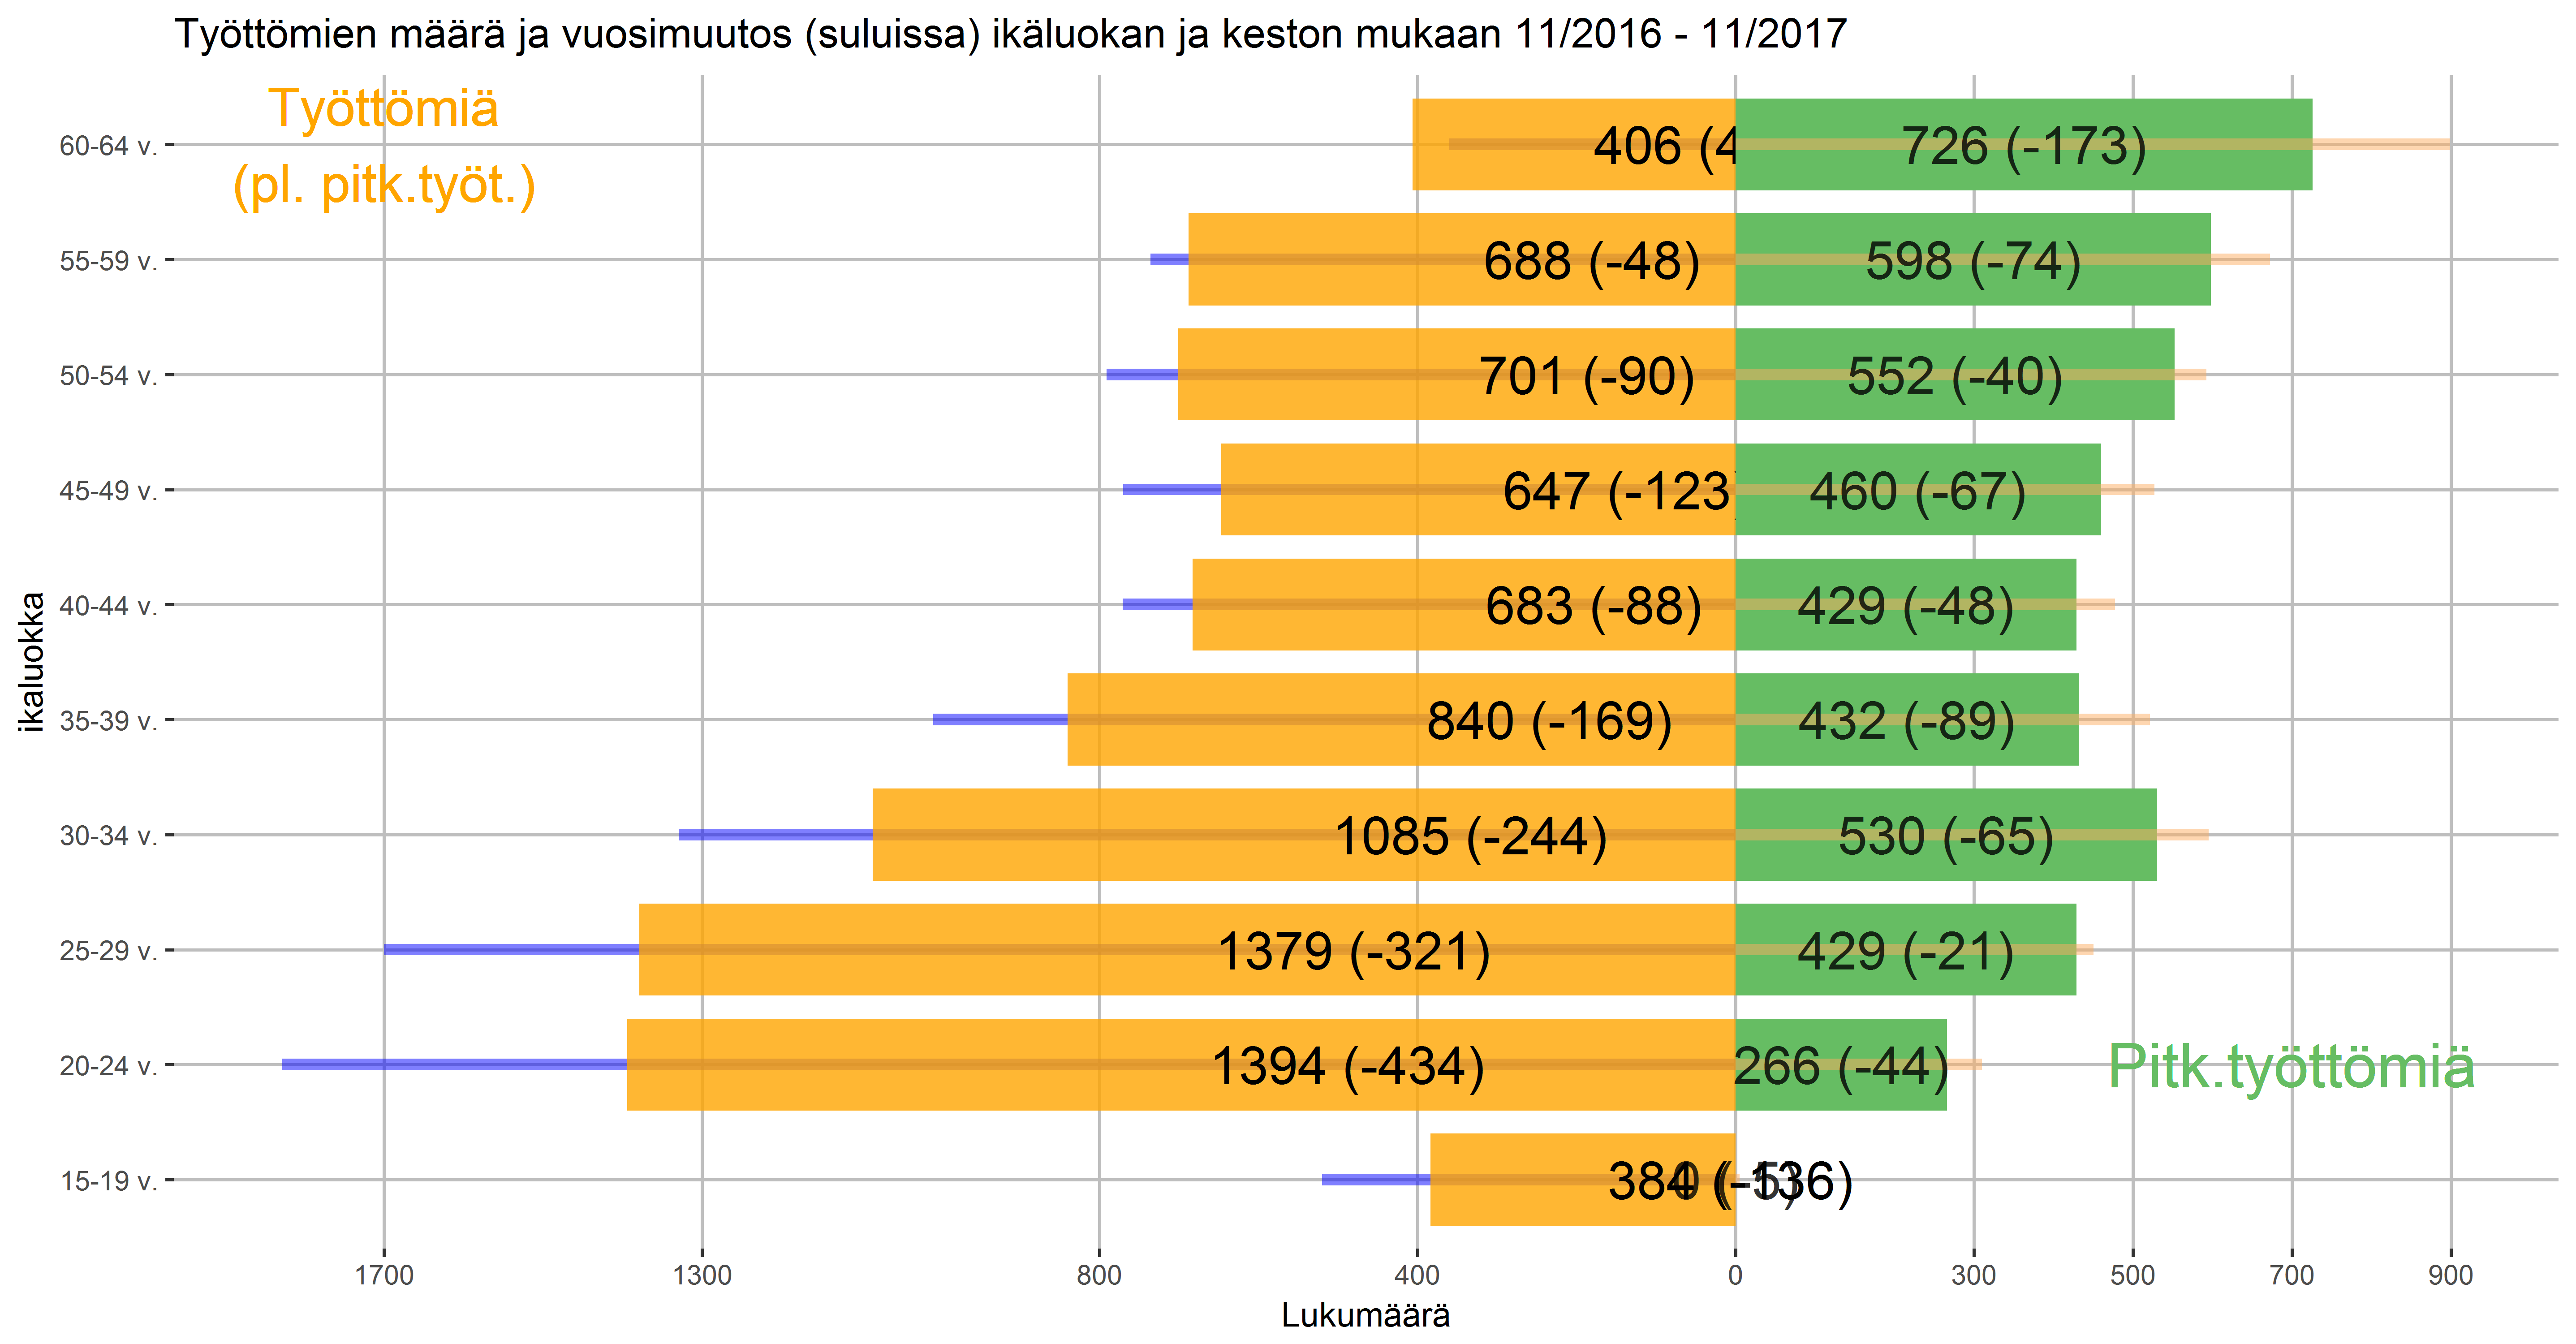 Työttömien määrä ja vuosimuutos (suluissa) ikäluokan ja keston mukaan 11/2016 - 11/2017
Työttömiä
(pl. pitk.työt.)
60-64 v. 406 (4 726 (-173)
55-59 v. 688 (-48) 598 (-74)
50-54 v. 701 (-90) 552 (-40)
45-49 v. 647 (-123) 460 (-67)
40-44 v. 683 (-88) 429 (-48)
35-39 v. 840 (-169) 432 (-89)
30-34 v. 1085 (-244) 530 (-65)
25-29 v. 1379 (-321) 429 (-21)
20-24 v. 1394 (-434) 266 (-44) Pitk.työttömiä
15-19 v. 384 (-136) 0 (-5)
ikaluokka
1700 1300 800 400 0 300 500 700 900
Lukumäärä